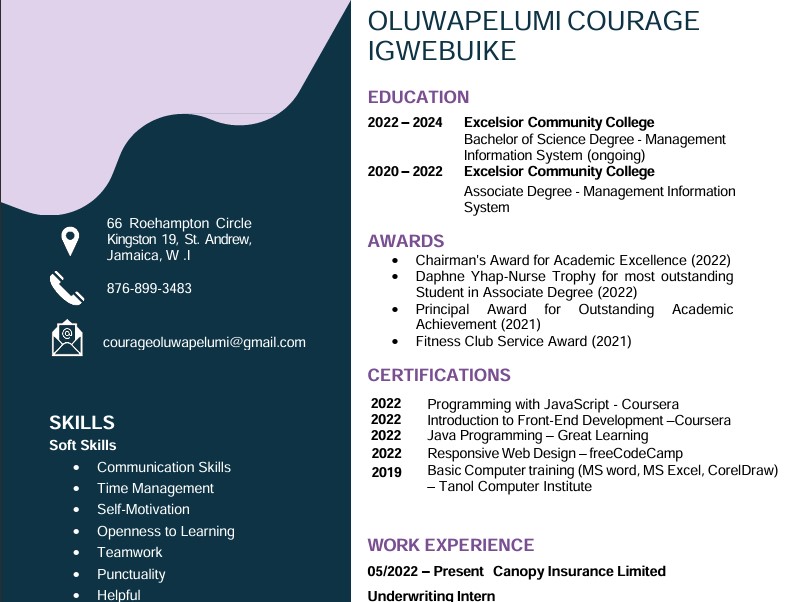 OLUWAPELUMI COURAGE
IGWEBUIKE
EDUCATION
2022 – 2024 Excelsior Community College
Bachelor of Science Degree - Management
Information System (ongoing)
2020 – 2022 Excelsior Community College
Associate Degree - Management Information
System
AWARDS
• Chairman's Award for Academic Excellence (2022)
• Daphne Yhap-Nurse Trophy for most outstanding
Student in Associate Degree (2022)
• Principal Award for Outstanding Academic
Achievement (2021)
• Fitness Club Service Award (2021)
CERTIFICATIONS
2022 Programming with JavaScript - Coursera
2022 Introduction to Front-End Development –Coursera
2022 Java Programming – Great Learning
2022 Responsive Web Design – freeCodeCamp
2019 Basic Computer training (MS word, MS Excel, CorelDraw)
– Tanol Computer Institute
WORK EXPERIENCE
05/2022 – Present Canopy Insurance Limited
Underwriting Intern
66 Roehampton Circle
Kingston 19, St. Andrew,
Jamaica, W .I
876-899-3483
courageoluwapelumi@gmail.com
SKILLS
Soft Skills
• Communication Skills
• Time Management
• Self-Motivation
• Openness to Learning
• Teamwork
• Punctuality
• Helpful